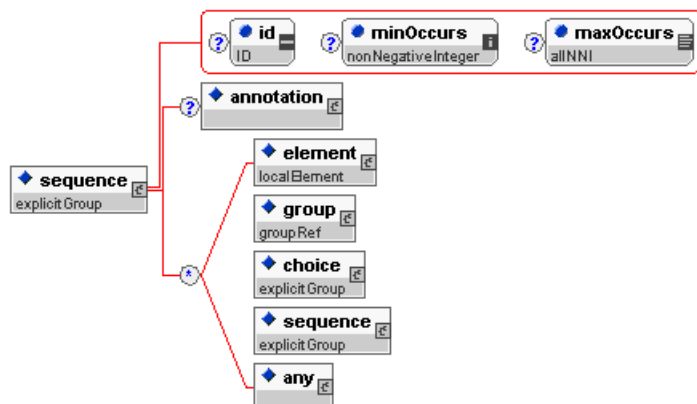 ? id
ID
? minOccurs
nonNegativeInteger
? maxOccurs
allNNI
? annotation
element
localElement
sequence
explicitGroup
group
groupRef
*
choice
explicitGroup
sequence
explicitGroup
any